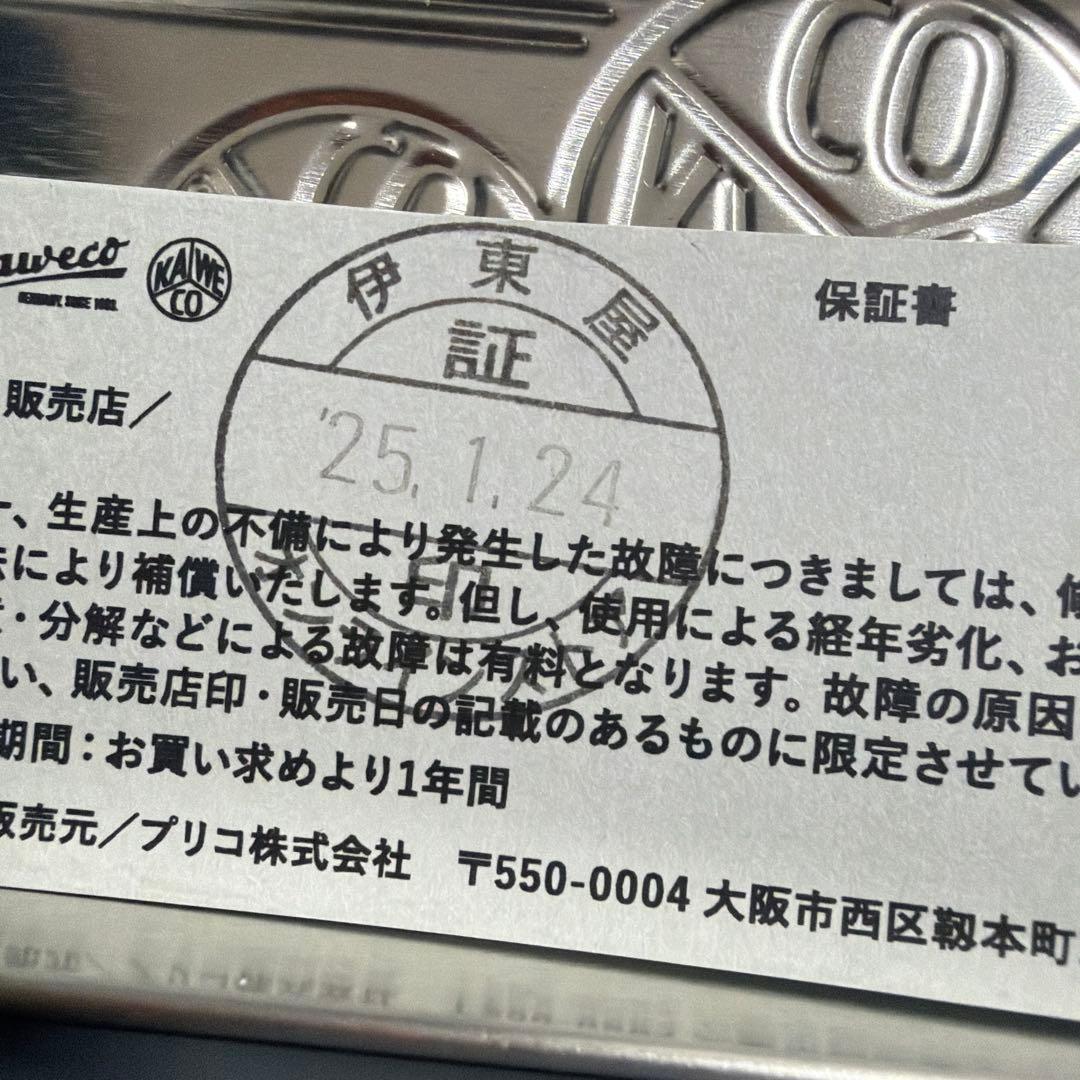 CO
KAWECO
aweco
GERMANY, SINCE 1883.
KAWE
CO
保証書
伊東屋
証
販売店／
'25.1.24
、生産上の不備により発生した故障につきましては、
により補償いたします。但し、使用による経年劣化、お
・分解などによる故障は有料となります。故障の原因
い、販売店印・販売日の記載のあるものに限定させてい
印
期間：お買い求めより1年間
販売元／プリコ株式会社 〒550-0004 大阪市西区靱本町